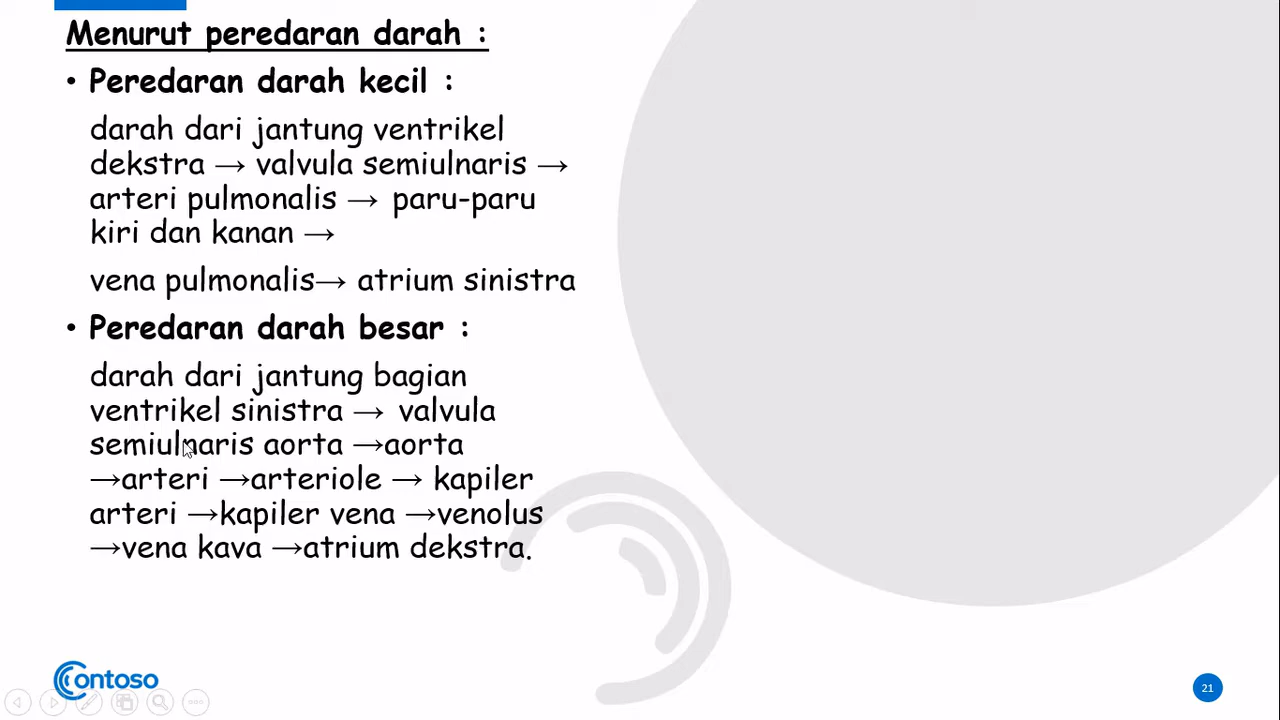 Menurut peredaran darah :
• Peredaran darah kecil :
darah dari jantung ventrikel
dekstra → valvula semiulnaris →
arteri pulmonalis → paru-paru
kiri dan kanan →
vena pulmonalis→ atrium sinistra
• Peredaran darah besar :
darah dari jantung bagian
ventrikel sinistra → valvula
semiulnaris aorta →aorta
→arteri →arteriole → kapiler
arteri →kapiler vena →venolus
→vena kava →atrium dekstra.
Contoso
21